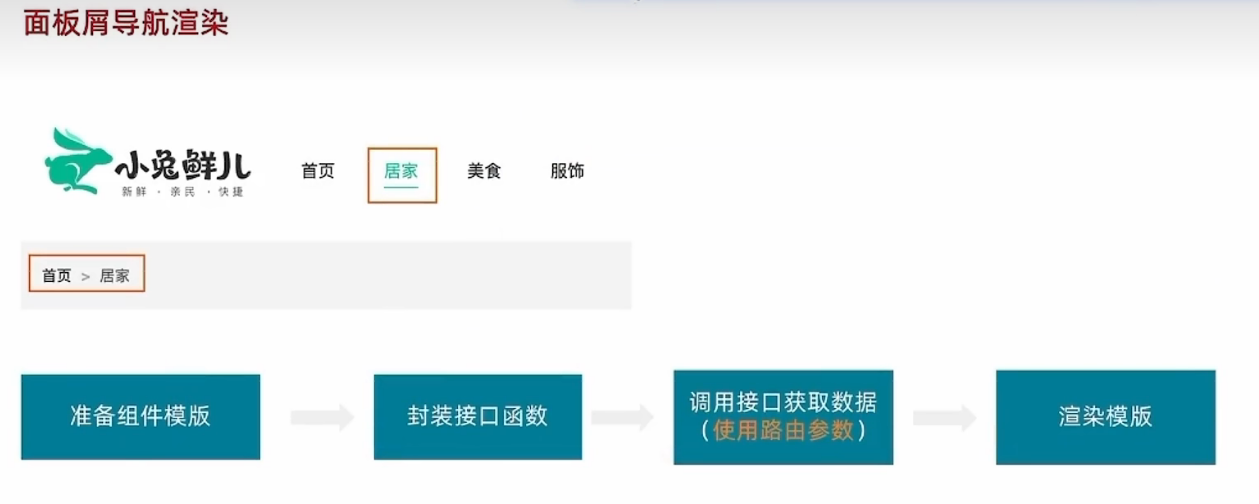 面板屑导航渲染
小兔鲜儿
新鲜 · 亲民 · 快捷
首页 居家 美食 服饰
首页 > 居家
准备组件模版
封装接口函数
调用接口获取数据
（使用路由参数）
渲染模版